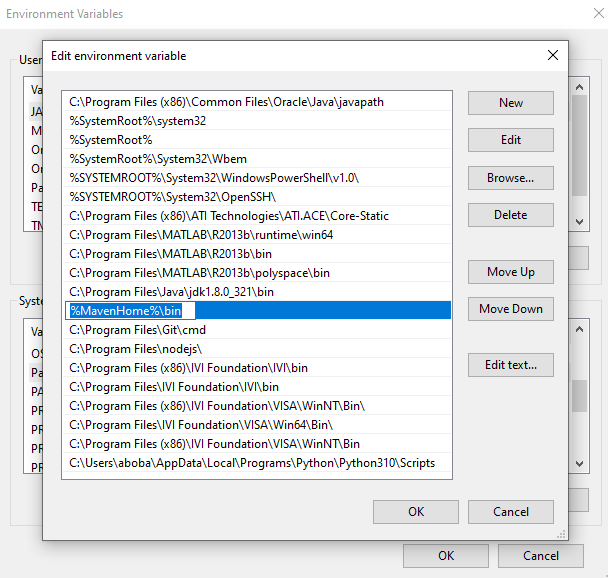 Environment Variables
Edit environment variable
User
Va
JA
M
On
On
Pa
TE
TM
C:\Program Files (x86)\Common Files\Oracle\Java\javapath
%SystemRoot%\system32
%SystemRoot%
%SystemRoot%\System32\Wbem
%SYSTEMROOT%\System32\WindowsPowerShell\v1.0\
%SYSTEMROOT%\System32\OpenSSH\
C:\Program Files (x86)\ATI Technologies\ATI.ACE\Core-Static
C:\Program Files\MATLAB\R2013b\runtime\win64
C:\Program Files\MATLAB\R2013b\bin
C:\Program Files\MATLAB\R2013b\polyspace\bin
C:\Program Files\Java\jdk1.8.0_321\bin
%MavenHome%\bin
C:\Program Files\Git\cmd
C:\Program Files\nodejs\
C:\Program Files (x86)\IVI Foundation\IVI\bin
C:\Program Files\IVI Foundation\IVI\bin
C:\Program Files (x86)\IVI Foundation\VISA\WinNT\Bin\
C:\Program Files\IVI Foundation\VISA\Win64\Bin\
C:\Program Files (x86)\IVI Foundation\VISA\WinNT\Bin
C:\Users\aboba\AppData\Local\Programs\Python\Python310\Scripts
New
Edit
Browse...
Delete
Move Up
Move Down
Edit text...
Syste
Va
OS
Pa
PA
PR
PR
PR
PR
OK
Cancel
OK
Cancel